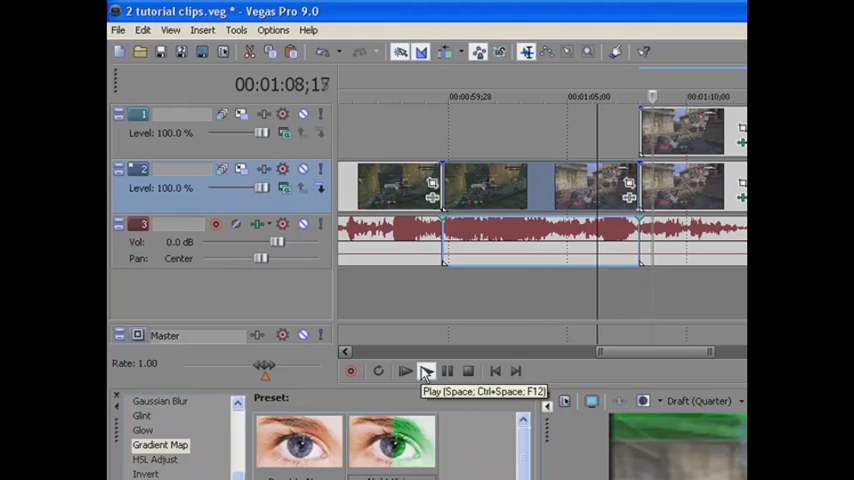 2 tutorial clips.veg * - Vegas Pro 9.0
File Edit View Insert Tools Options Help
00:01:08;17
00:00:59;28 00:01:05;00 00:01:10;00
1
Level: 100.0 %
2
Level: 100.0 %
3
Vol: 0.0 dB
Pan: Center
Master
Rate: 1.00
Play (Space; Ctrl+Space; F12)
Gaussian Blur
Glint
Glow
Gradient Map
HSL Adjust
Invert
Preset:
Draft (Quarter)